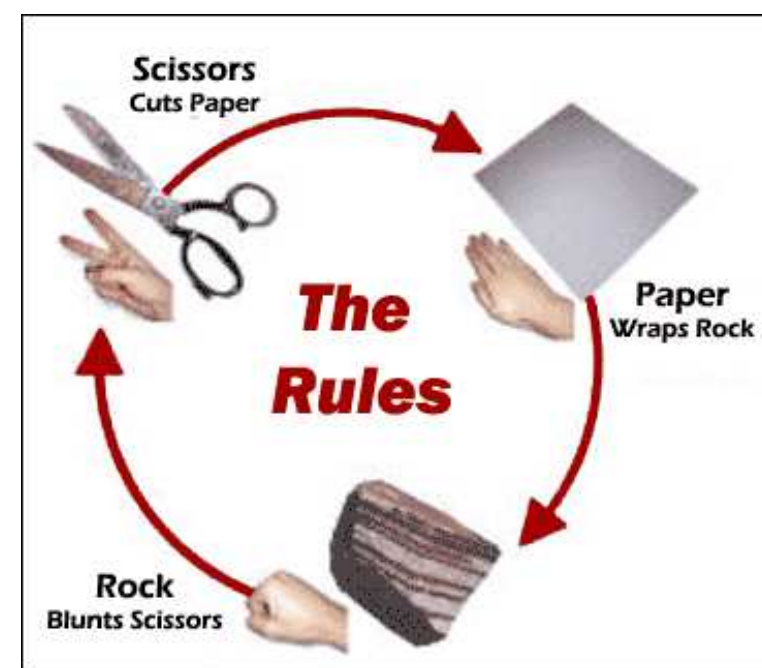 Scissors
Cuts Paper
The
Rules
Paper
Wraps Rock
Rock
Blunts Scissors